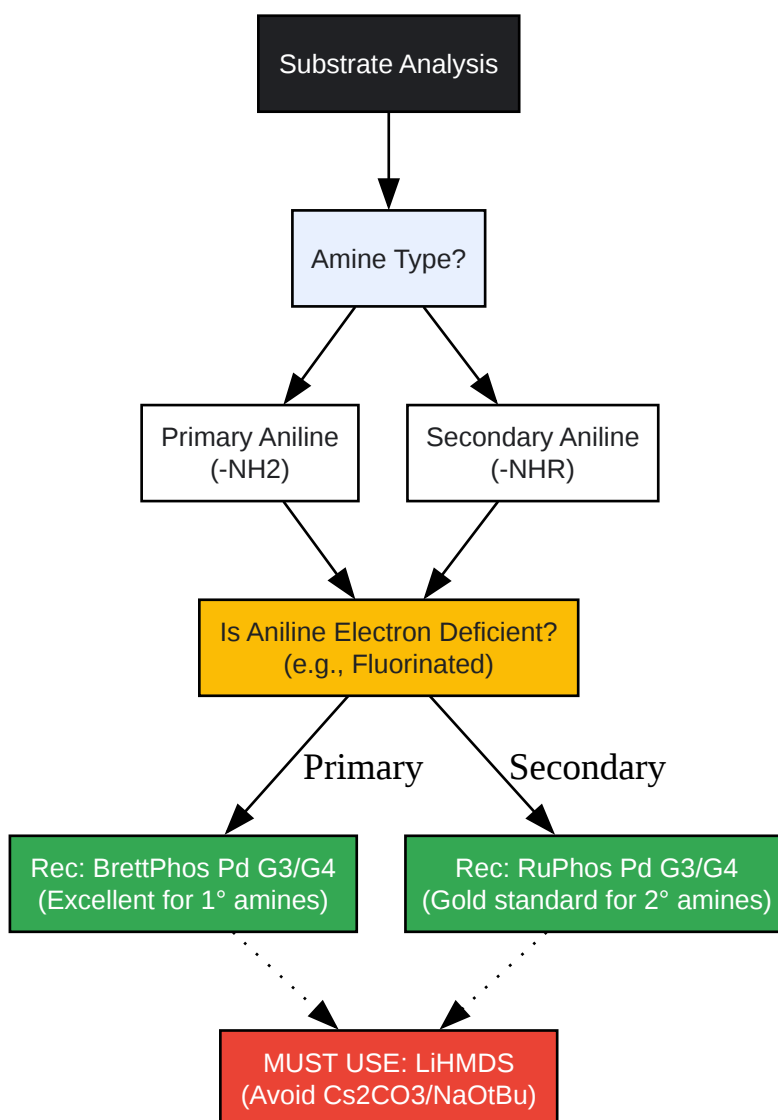 Substrate Analysis
Amine Type?
Primary Aniline
(-NH2)
Secondary Aniline
(-NHR)
Is Aniline Electron Deficient?
(e.g., Fluorinated)
Primary
Secondary
Rec: BrettPhos Pd G3/G4
(Excellent for 1° amines)
Rec: RuPhos Pd G3/G4
(Gold standard for 2° amines)
MUST USE: LiHMDS
(Avoid Cs2CO3/NaOtBu)